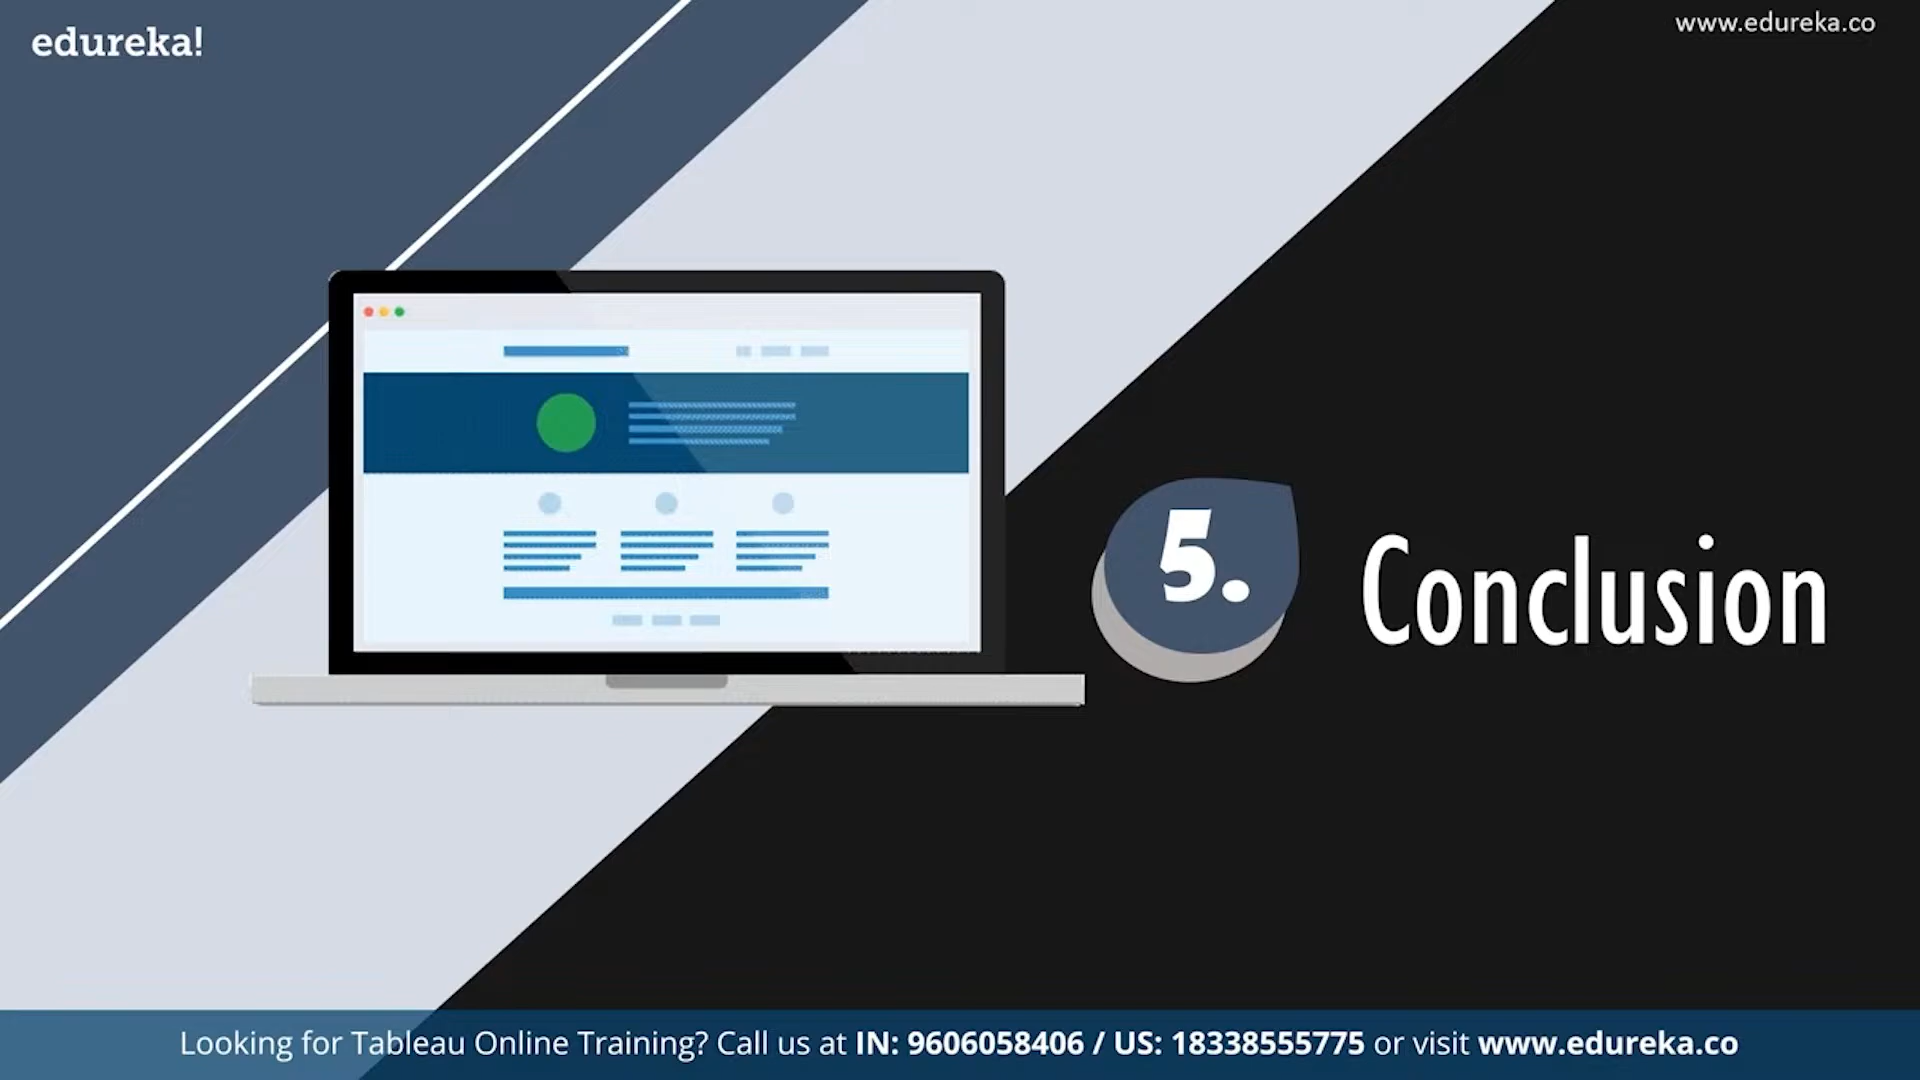 edureka!
www.edureka.co
5.
Conclusion
Looking for Tableau Online Training? Call us at IN: 9606058406 / US: 18338555775 or visit www.edureka.co